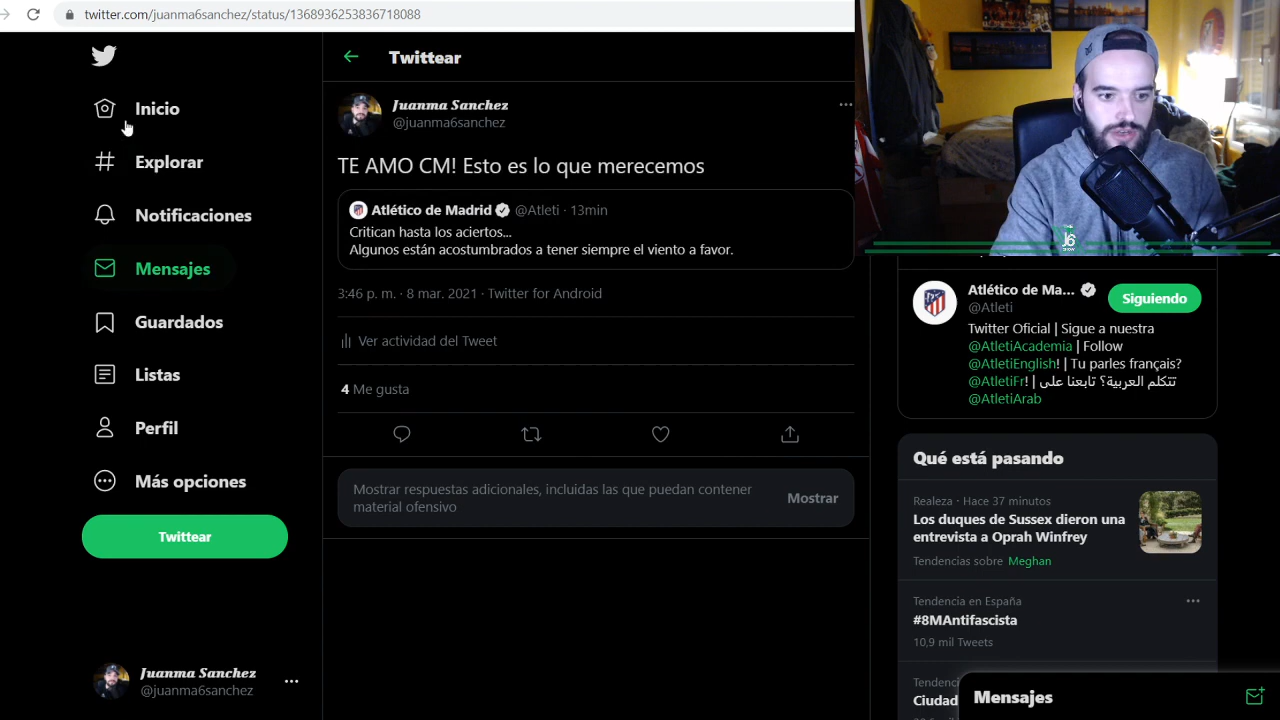 twitter.com/juanma6sanchez/status/1368936253836718088
Inicio
Explorar
Notificaciones
Mensajes
Guardados
Listas
Perfil
Más opciones
Twittear
Juanma Sanchez
@juanma6sanchez
Twittear
Juanma Sanchez
@juanma6sanchez
TE AMO CM! Esto es lo que merecemos
Atlético de Madrid @Atleti · 13min
Critican hasta los aciertos...
Algunos están acostumbrados a tener siempre el viento a favor.
3:46 p. m. · 8 mar. 2021 · Twitter for Android
Ver actividad del Tweet
4 Me gusta
Mostrar respuestas adicionales, incluidas las que puedan contener
material ofensivo
Mostrar
J6
SHOW
Atlético de Ma...
@Atleti
Siguiendo
Twitter Oficial | Sigue a nuestra
@AtletiAcademia | Follow
@AtletiEnglish! | Tu parles français?
@AtletiFr! | تتكلم العربية؟ تابعنا على
@AtletiArab
Qué está pasando
Realeza · Hace 37 minutos
Los duques de Sussex dieron una
entrevista a Oprah Winfrey
Tendencias sobre Meghan
Tendencia en España
#8MAntifascista
10,9 mil Tweets
Tendenci
Ciudad
Mensajes